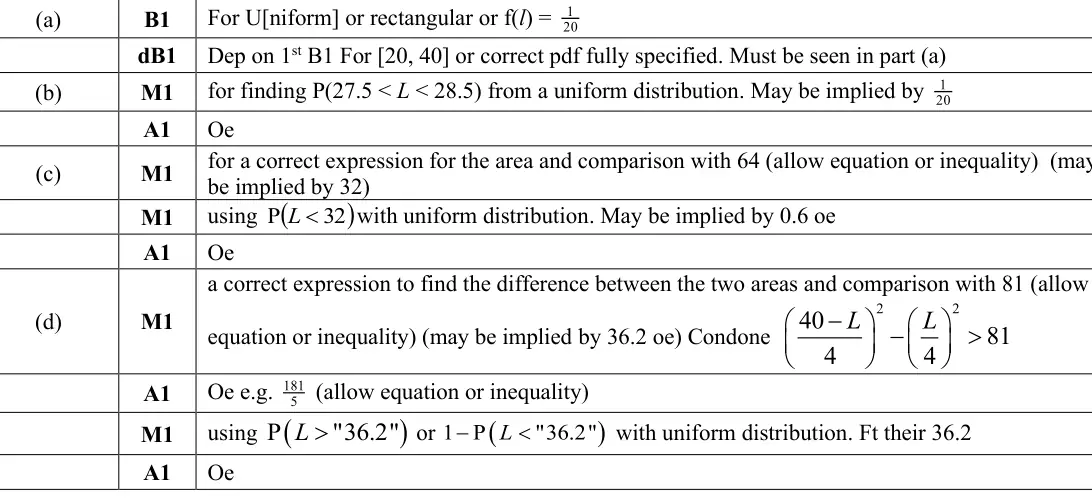 (a) B1 For U[niform] or rectangular or f(l) = 1/20
dB1 Dep on 1st B1 For [20, 40] or correct pdf fully specified. Must be seen in part (a)
(b) M1 for finding P(27.5 < L < 28.5) from a uniform distribution. May be implied by 1/20
A1 Oe
(c) M1 for a correct expression for the area and comparison with 64 (allow equation or inequality) (may
be implied by 32)
M1 using P(L < 32)with uniform distribution. May be implied by 0.6 oe
A1 Oe
a correct expression to find the difference between the two areas and comparison with 81 (allow
(d) M1 equation or inequality) (may be implied by 36.2 oe) Condone ((40 − L)/4)² − (L/4)² > 81
A1 Oe e.g. 181/5 (allow equation or inequality)
M1 using P(L > "36.2") or 1 − P(L < "36.2") with uniform distribution. Ft their 36.2
A1 Oe